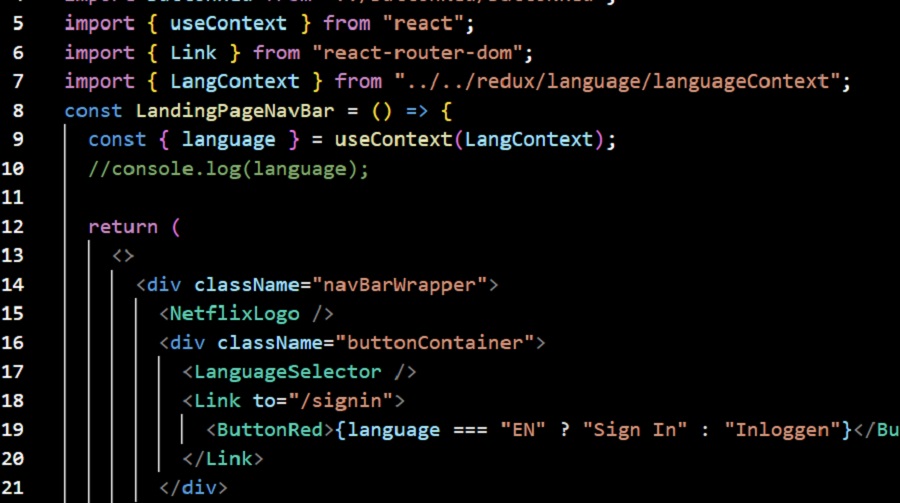 5 import { useContext } from "react";
6 import { Link } from "react-router-dom";
7 import { LangContext } from "../../redux/language/languageContext";
8 const LandingPageNavBar = () => {
9 const { language } = useContext(LangContext);
10 //console.log(language);
11
12 return (
13 <>
14 <div className="navBarWrapper">
15 <NetflixLogo />
16 <div className="buttonContainer">
17 <LanguageSelector />
18 <Link to="/signin">
19 <ButtonRed>{language === "EN" ? "Sign In" : "Inloggen"}</Bu
20 </Link>
21 </div>